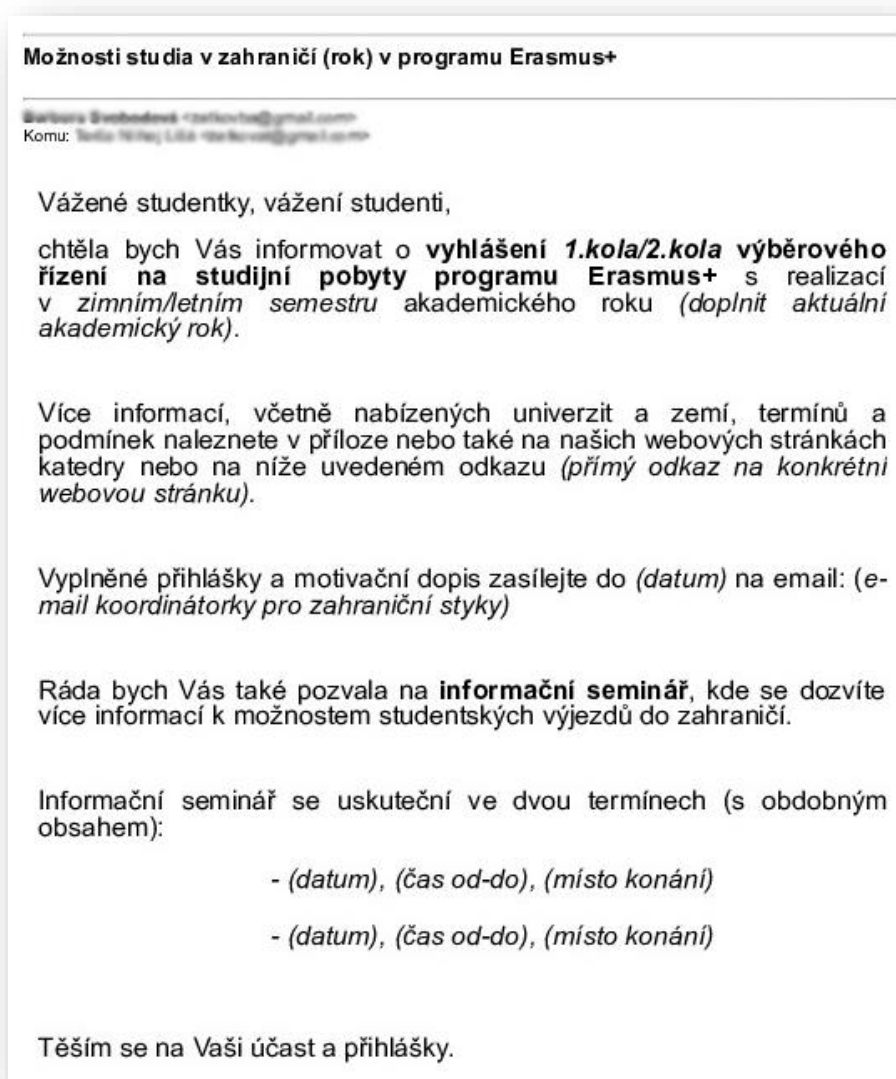 Možnosti studia v zahraničí (rok) v programu Erasmus+
Komu:
Vážené studentky, vážení studenti,
chtěla bych Vás informovat o vyhlášení 1.kola/2.kola výběrového
řízení na studijní pobyty programu Erasmus+ s realizací
v zimním/letním semestru akademického roku (doplnit aktuální
akademický rok).
Více informací, včetně nabízených univerzit a zemí, termínů a
podmínek naleznete v příloze nebo také na našich webových stránkách
katedry nebo na níže uvedeném odkazu (přímý odkaz na konkrétní
webovou stránku).
Vyplněné přihlášky a motivační dopis zasílejte do (datum) na email: (e-
mail koordinátorky pro zahraniční styky)
Ráda bych Vás také pozvala na informační seminář, kde se dozvíte
více informací k možnostem studentských výjezdů do zahraničí.
Informační seminář se uskuteční ve dvou termínech (s obdobným
obsahem):
- (datum), (čas od-do), (místo konání)
- (datum), (čas od-do), (místo konání)
Těším se na Vaši účast a přihlášky.